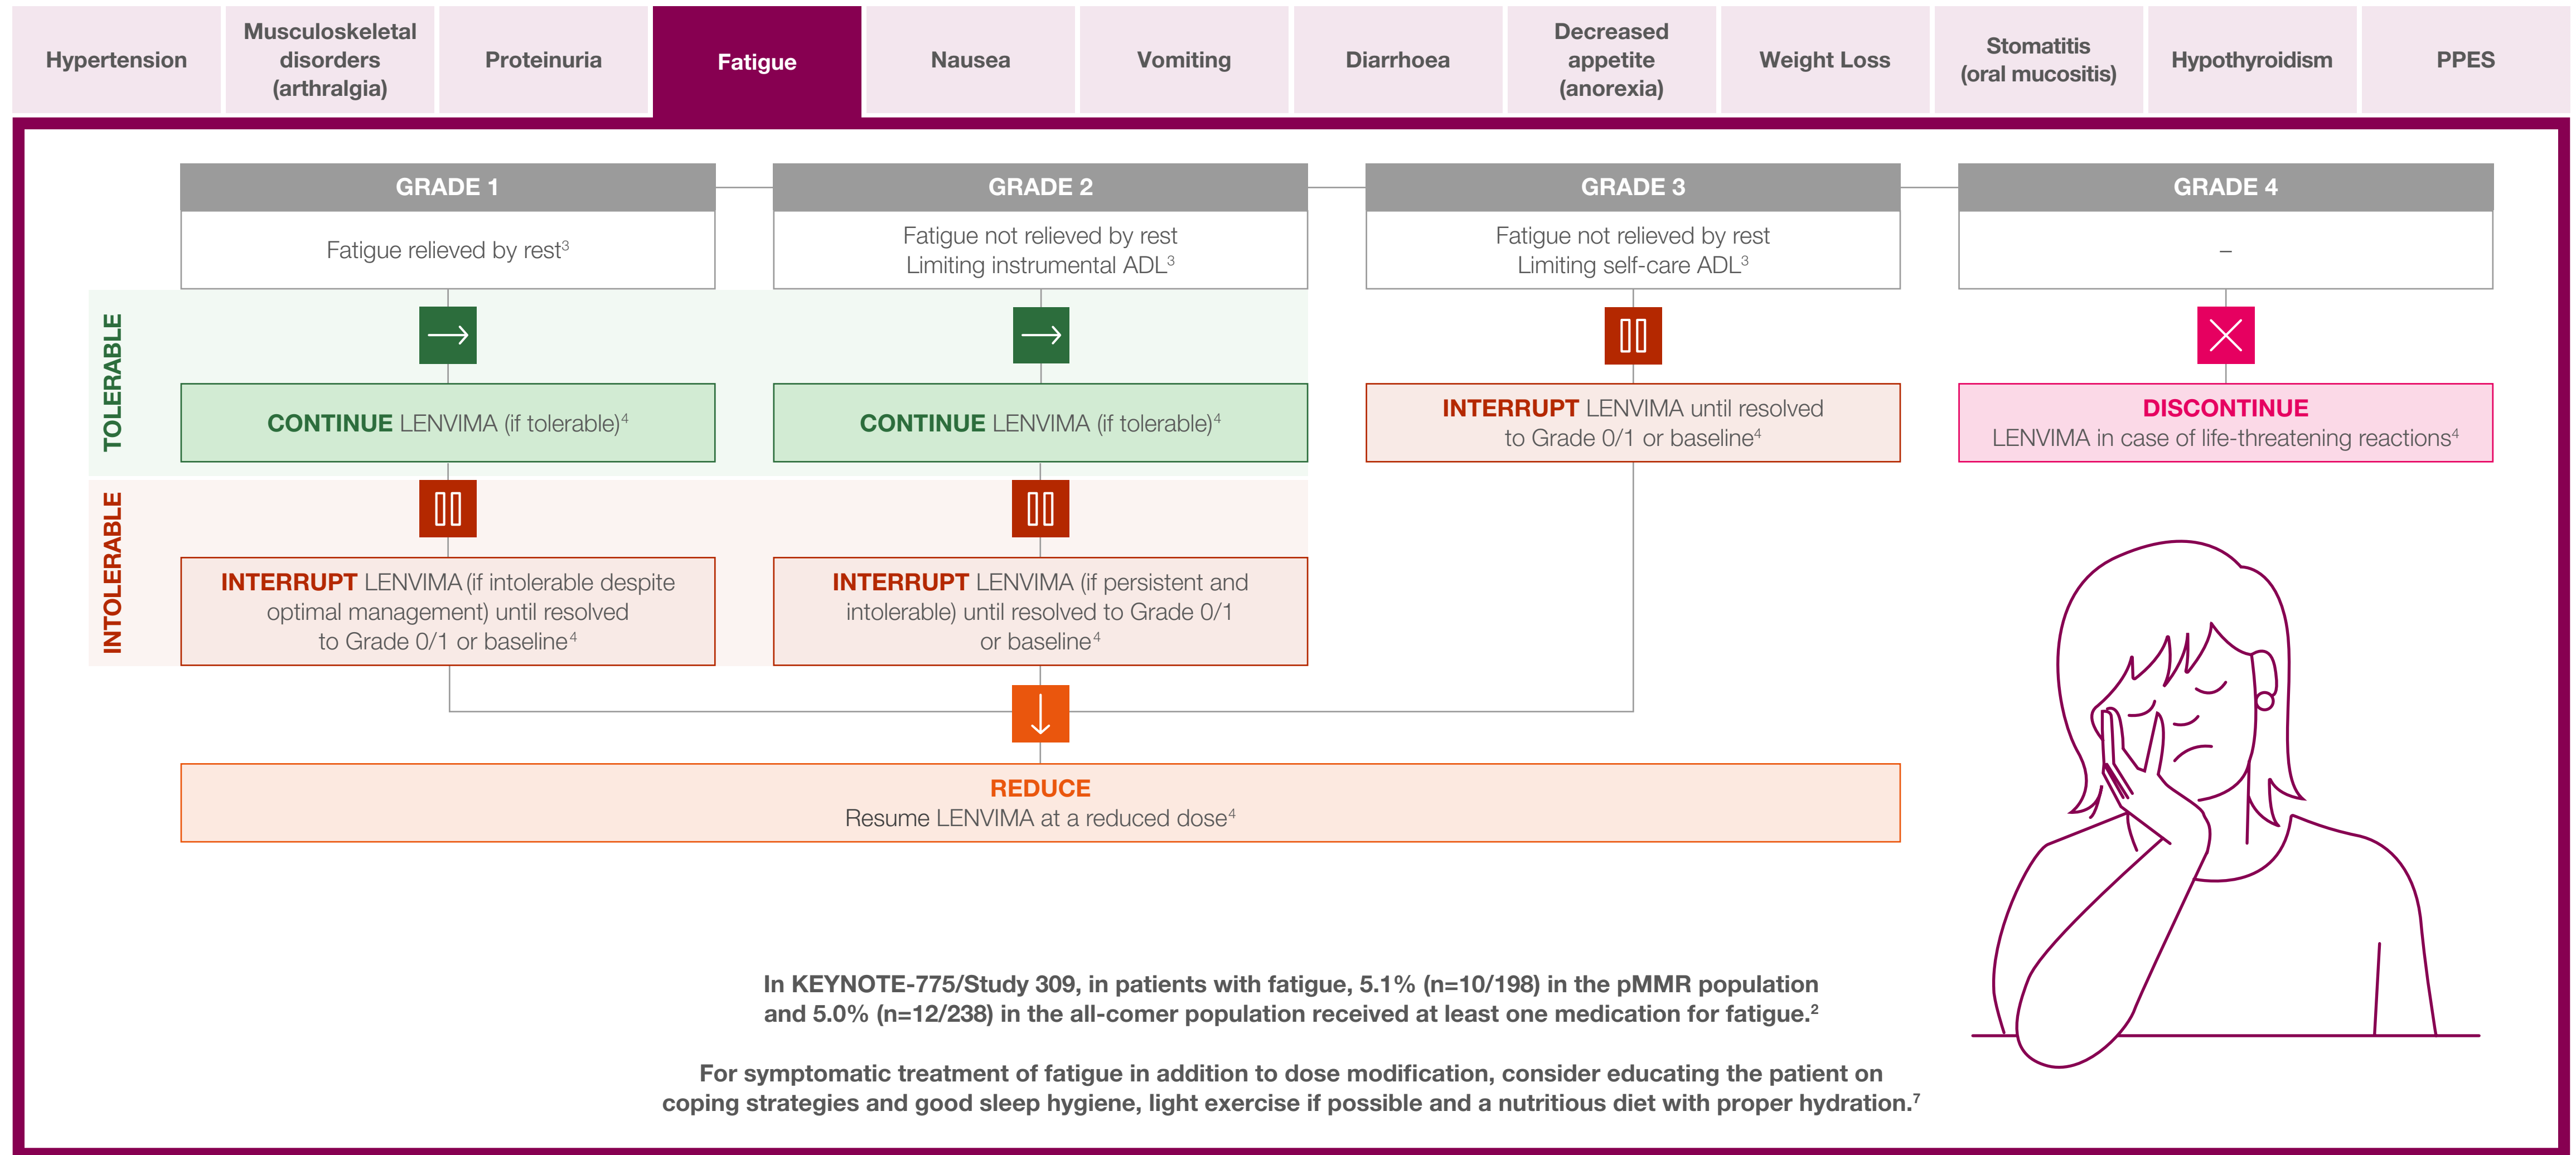 Hypertension
Musculoskeletal
disorders
(arthralgia)
Proteinuria
Fatigue
Nausea
Vomiting
Diarrhoea
Decreased
appetite
(anorexia)
Weight Loss
Stomatitis
(oral mucositis)
Hypothyroidism
PPES
GRADE 1
Fatigue relieved by rest³
GRADE 2
Fatigue not relieved by rest
Limiting instrumental ADL³
GRADE 3
Fatigue not relieved by rest
Limiting self-care ADL³
GRADE 4
–
TOLERABLE
CONTINUE LENVIMA (if tolerable)⁴
CONTINUE LENVIMA (if tolerable)⁴
INTERRUPT LENVIMA until resolved
to Grade 0/1 or baseline⁴
DISCONTINUE
LENVIMA in case of life-threatening reactions⁴
INTOLERABLE
INTERRUPT LENVIMA (if intolerable despite
optimal management) until resolved
to Grade 0/1 or baseline⁴
INTERRUPT LENVIMA (if persistent and
intolerable) until resolved to Grade 0/1
or baseline⁴
REDUCE
Resume LENVIMA at a reduced dose⁴
In KEYNOTE-775/Study 309, in patients with fatigue, 5.1% (n=10/198) in the pMMR population
and 5.0% (n=12/238) in the all-comer population received at least one medication for fatigue.²
For symptomatic treatment of fatigue in addition to dose modification, consider educating the patient on
coping strategies and good sleep hygiene, light exercise if possible and a nutritious diet with proper hydration.⁷